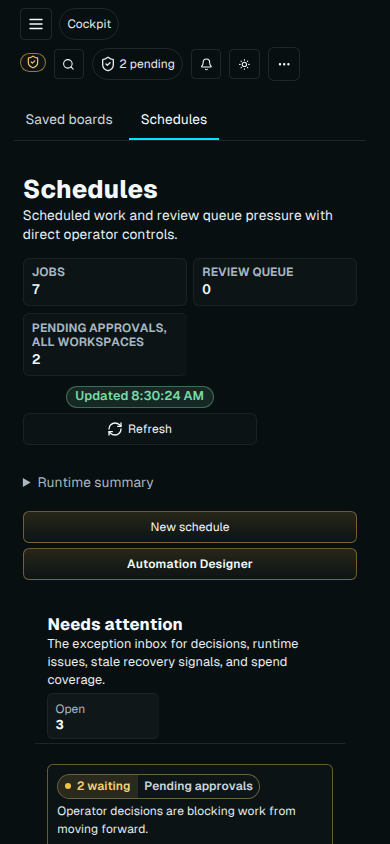 Cockpit
2 pending
Saved boards
Schedules
Schedules
Scheduled work and review queue pressure with
direct operator controls.
JOBS
7
REVIEW QUEUE
0
PENDING APPROVALS,
ALL WORKSPACES
2
Updated 8:30:24 AM
Refresh
Runtime summary
New schedule
Automation Designer
Needs attention
The exception inbox for decisions, runtime
issues, stale recovery signals, and spend
coverage.
Open
3
2 waiting
Pending approvals
Operator decisions are blocking work from
moving forward.